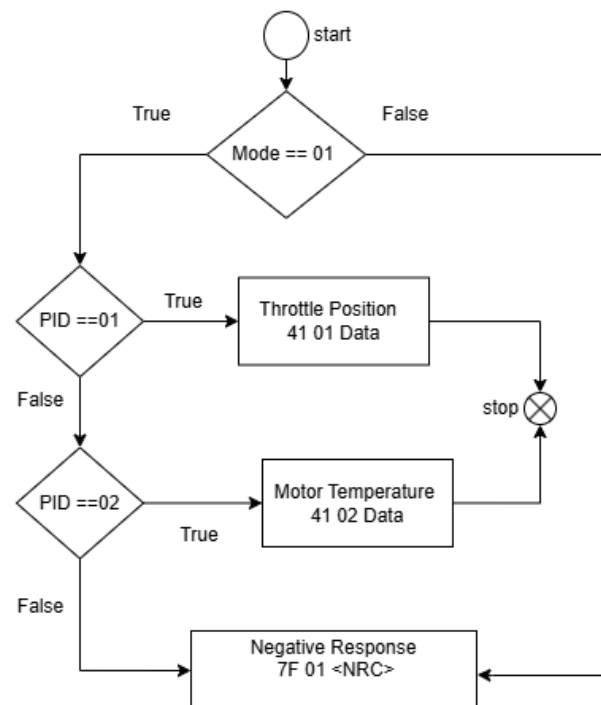 start
True
False
Mode == 01
PID ==01
True
Throttle Position
41 01 Data
False
stop
PID ==02
True
Motor Temperature
41 02 Data
False
Negative Response
7F 01 <NRC>